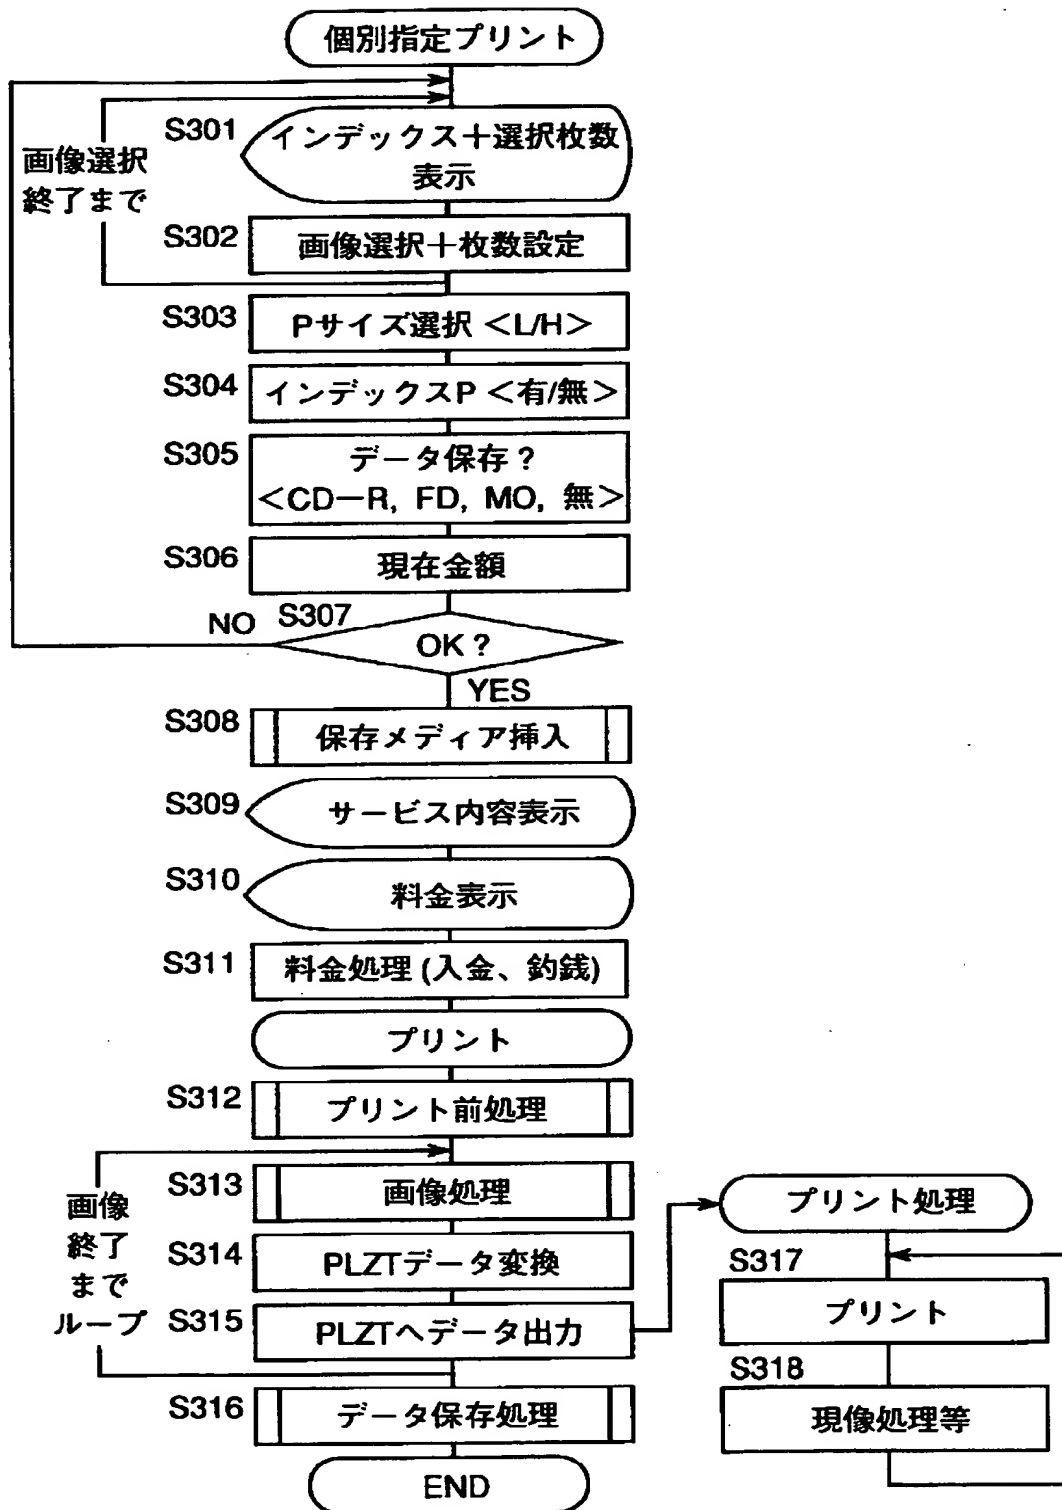 個別指定プリント
S301
インデックス＋選択枚数
表示
画像選択
終了まで
S302
画像選択＋枚数設定
S303
Pサイズ選択 ＜L/H＞
S304
インデックスP ＜有/無＞
S305
データ保存？
＜CD－R, FD, MO, 無＞
S306
現在金額
S307
NO
OK？
YES
S308
保存メディア挿入
S309
サービス内容表示
S310
料金表示
S311
料金処理 (入金、釣銭)
プリント
S312
プリント前処理
画像
終了
まで
ループ
S313
画像処理
S314
PLZTデータ変換
S315
PLZTへデータ出力
S316
データ保存処理
END
プリント処理
S317
プリント
S318
現像処理等